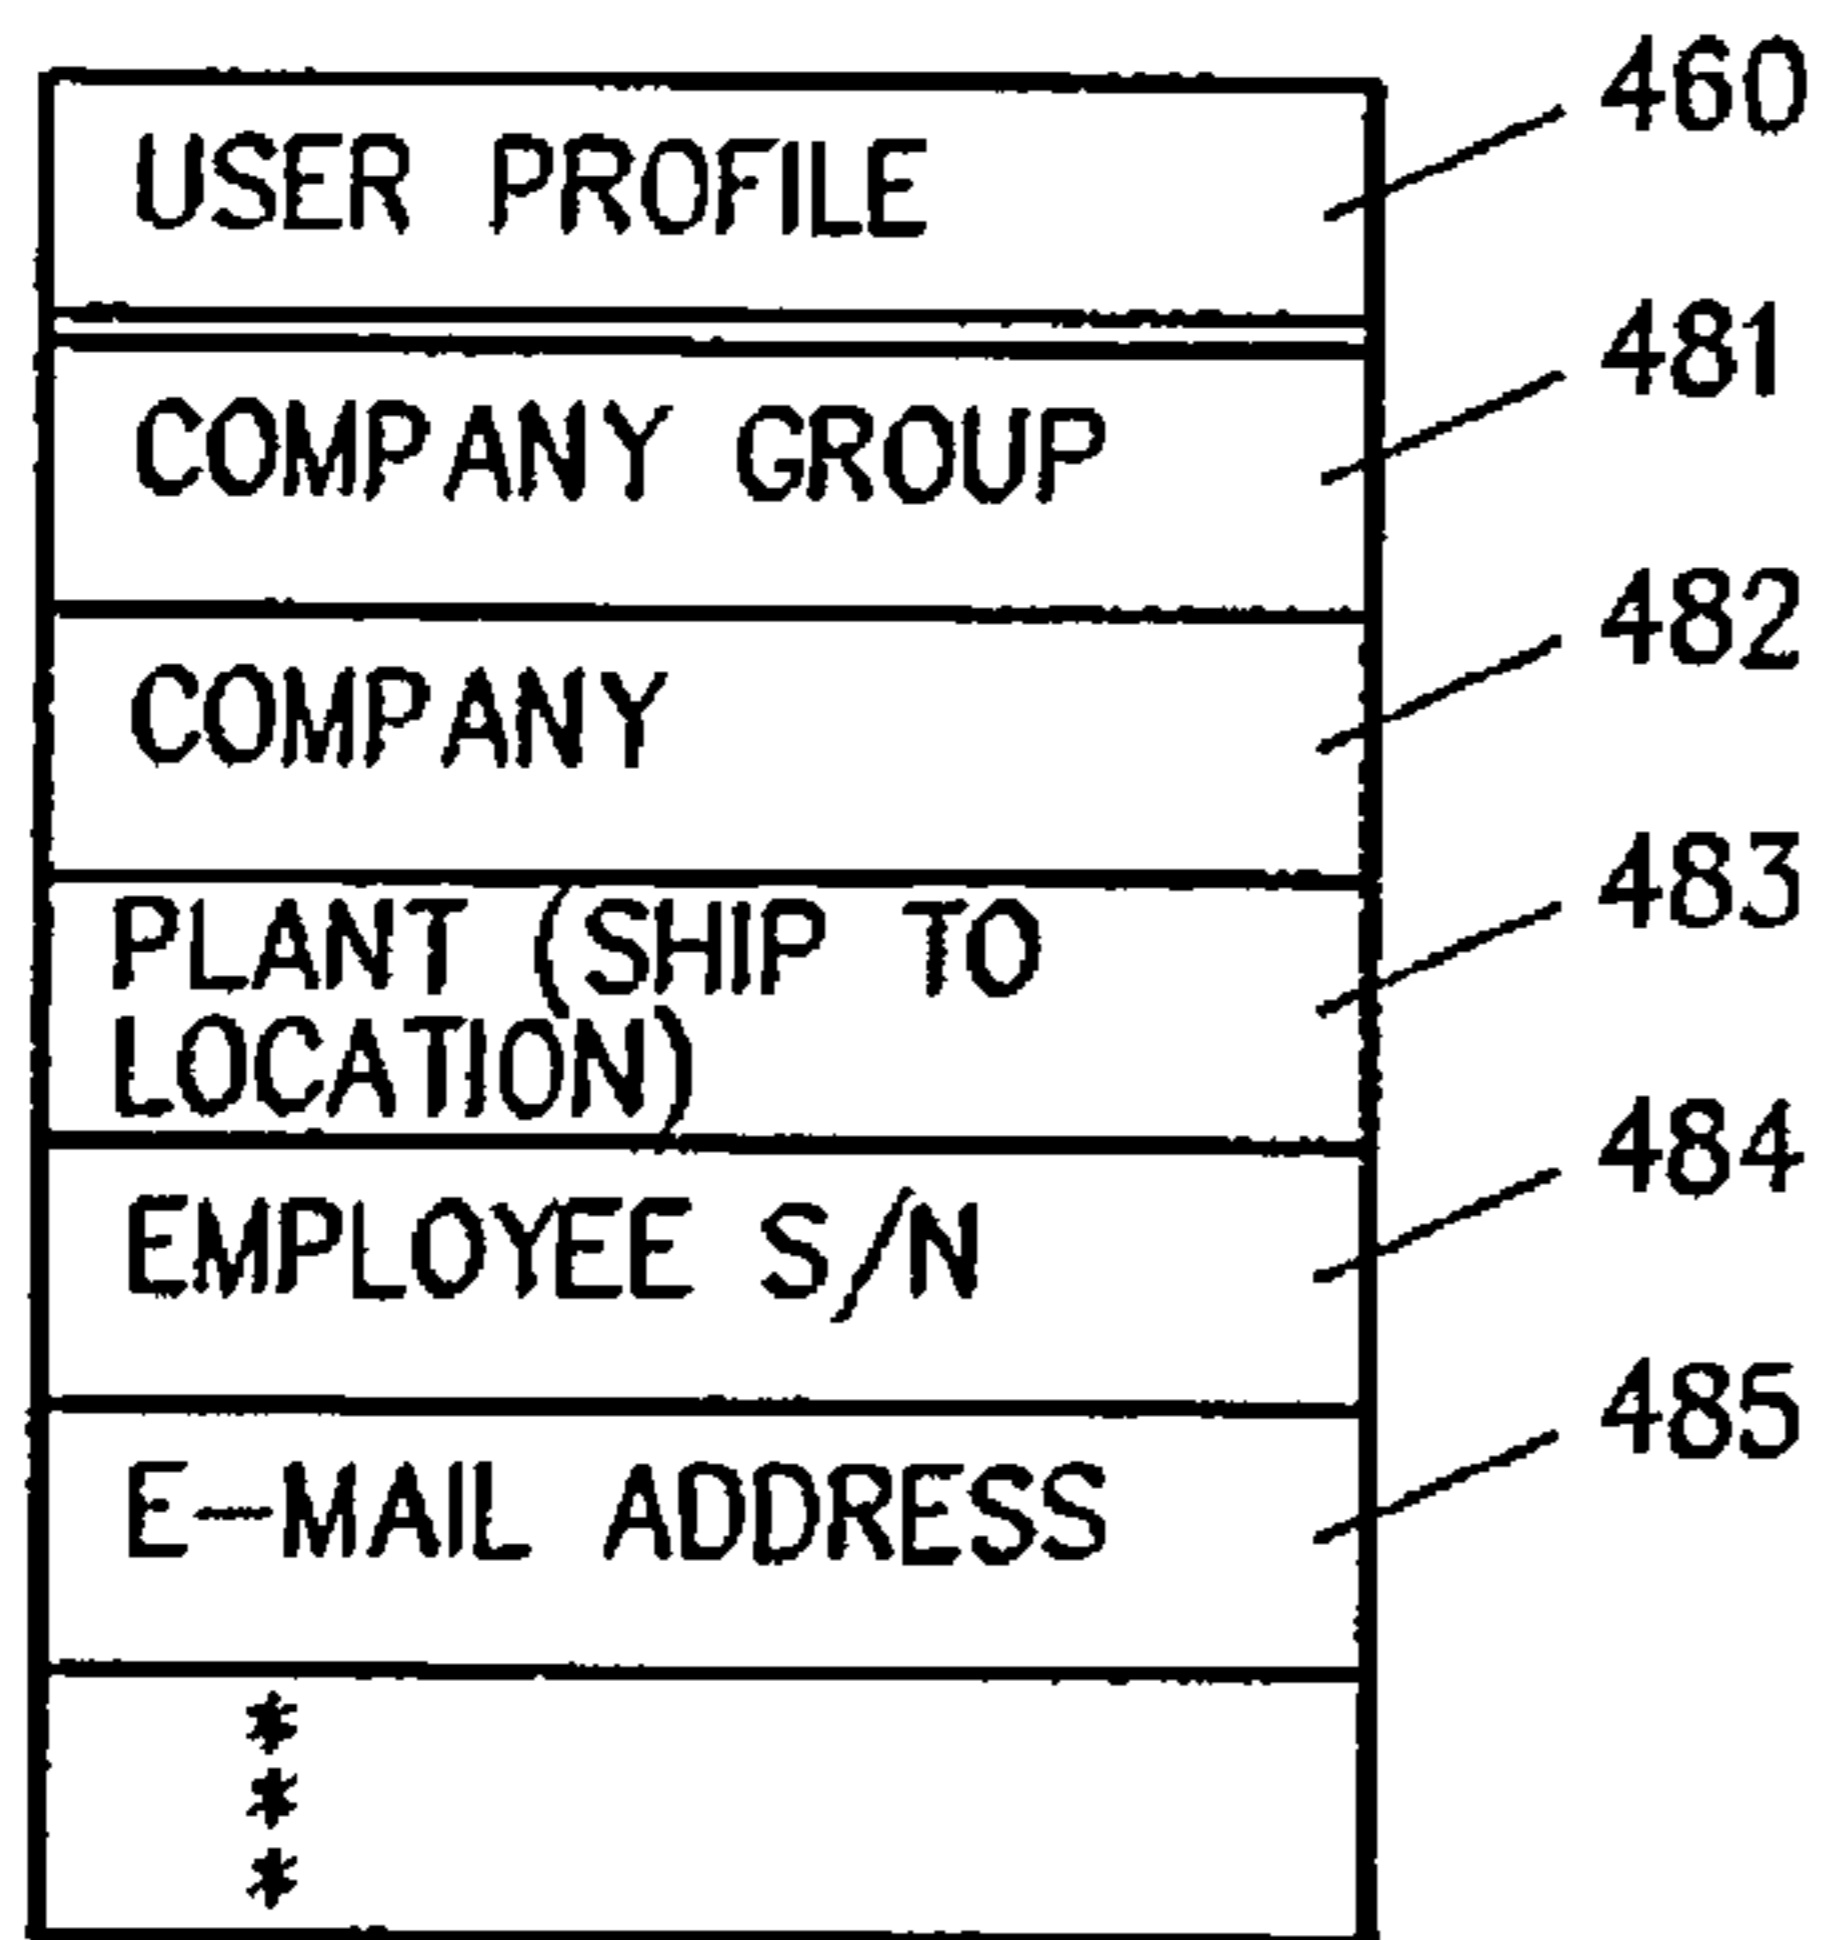 USER PROFILE 460
COMPANY GROUP 481
COMPANY 482
PLANT (SHIP TO 483
LOCATION)
EMPLOYEE S/N 484
E-MAIL ADDRESS 485
*
*
*